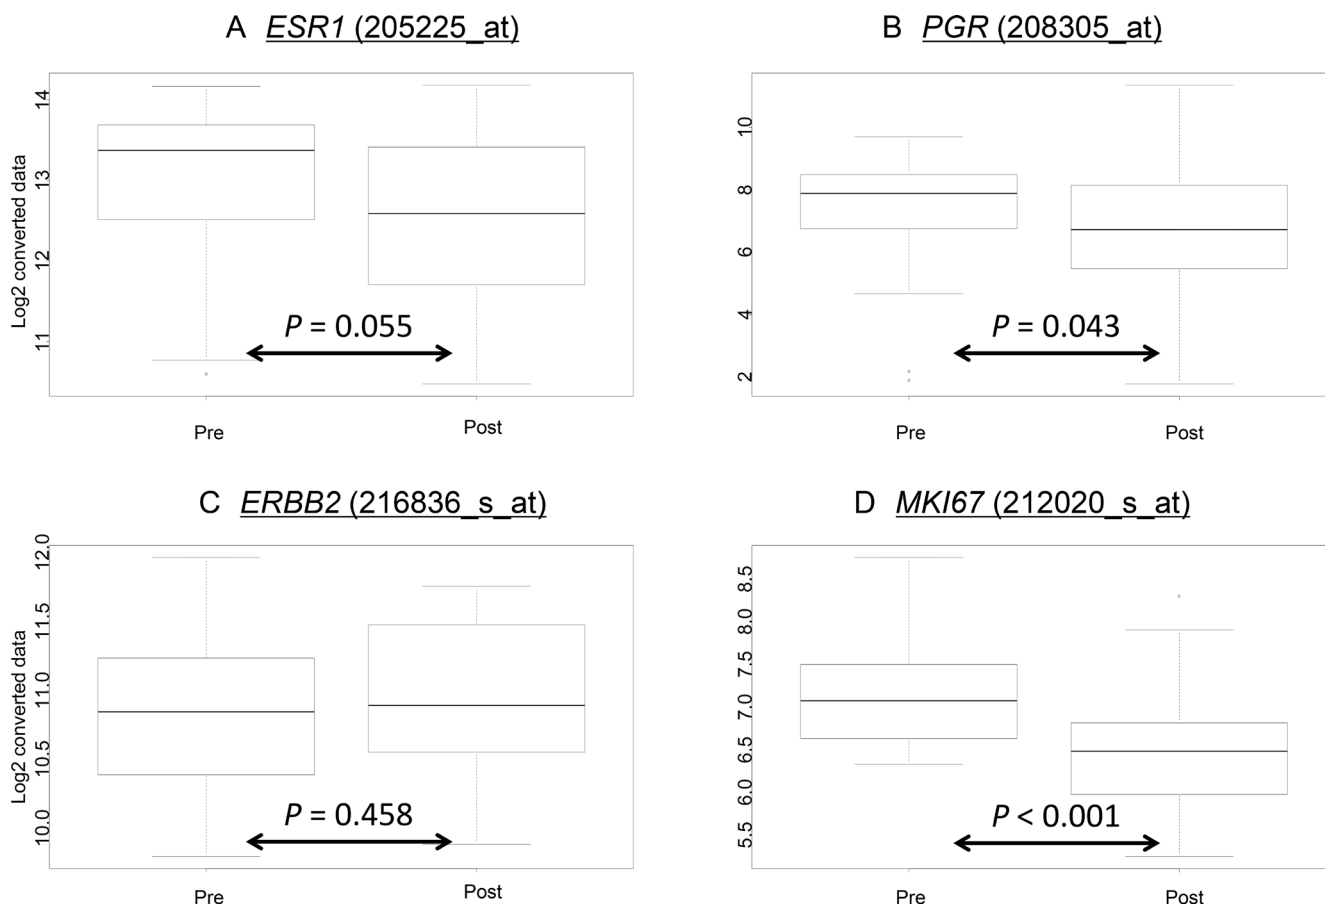 A ESR1 (205225_at)
B PGR (208305_at)
Log2 converted data
14
13
12
11
P = 0.055
Pre
Post
10
8
6
4
2
P = 0.043
Pre
Post
C ERBB2 (216836_s_at)
D MKI67 (212020_s_at)
Log2 converted data
12.0
11.5
11.0
10.5
10.0
P = 0.458
Pre
Post
8.5
8.0
7.5
7.0
6.5
6.0
5.5
P < 0.001
Pre
Post